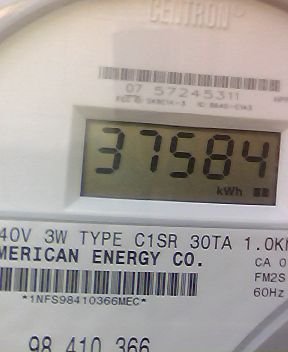 CENTRON
07 57245311
37584
kWh
40V 3W TYPE C1SR 30TA 1.0K
MERICAN ENERGY CO.
CA 0
FM2S
60Hz
*1NFS98410366MEC*
98 410 366